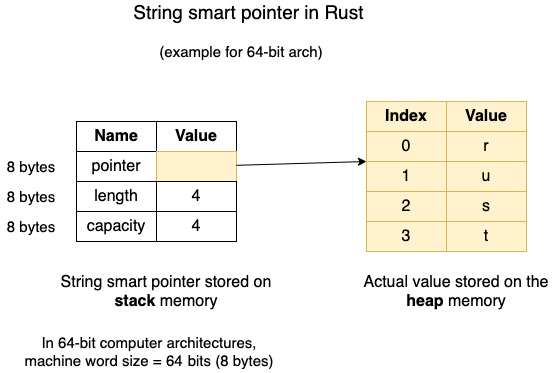 String smart pointer in Rust
(example for 64-bit arch)
Name Value
8 bytes pointer
8 bytes length 4
8 bytes capacity 4
Index Value
0 r
1 u
2 s
3 t
String smart pointer stored on
stack memory
Actual value stored on the
heap memory
In 64-bit computer architectures,
machine word size = 64 bits (8 bytes)